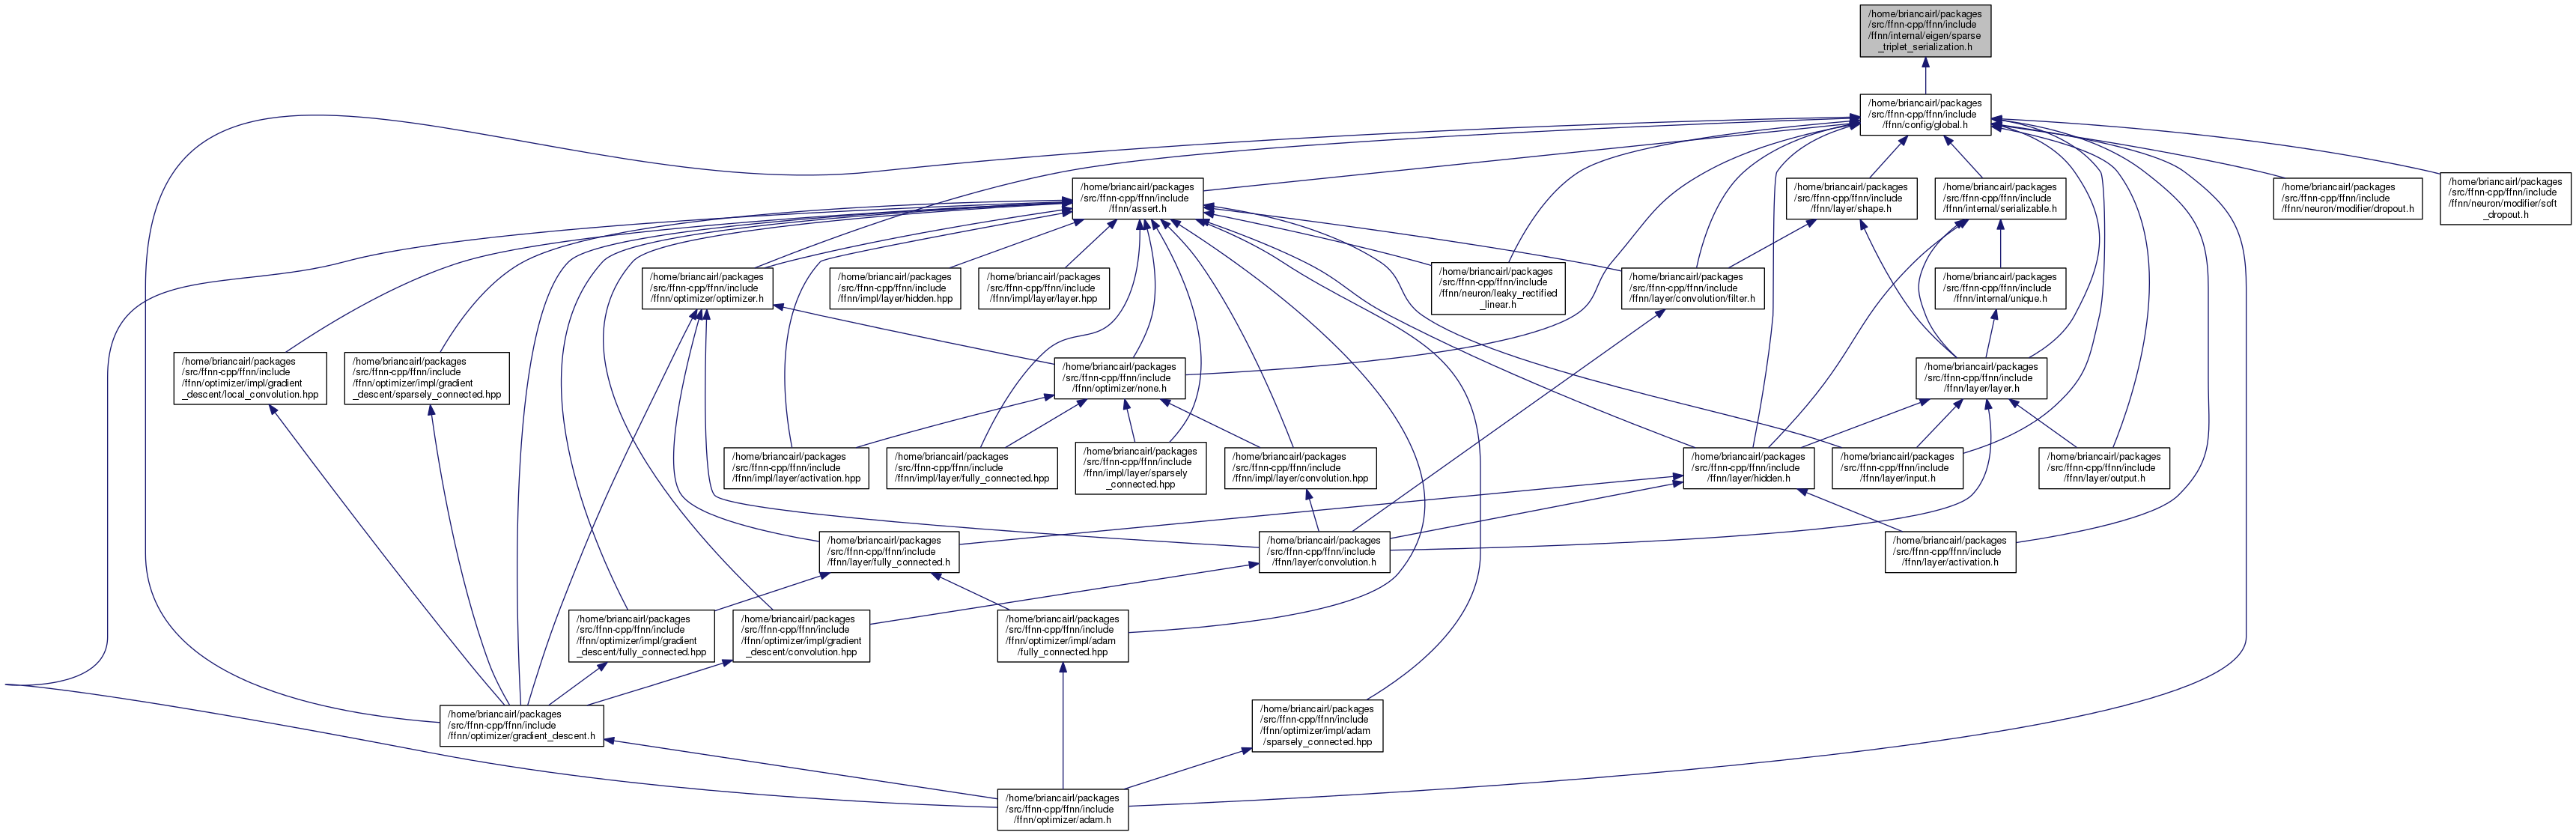 /home/briancairl/packages
/src/ffnn-cpp/ffnn/include
/ffnn/internal/eigen/sparse
_triplet_serialization.h
/home/briancairl/packages
/src/ffnn-cpp/ffnn/include
/ffnn/config/global.h
/home/briancairl/packages
/src/ffnn-cpp/ffnn/include
/ffnn/assert.h
/home/briancairl/packages
/src/ffnn-cpp/ffnn/include
/ffnn/layer/shape.h
/home/briancairl/packages
/src/ffnn-cpp/ffnn/include
/ffnn/internal/serializable.h
/home/briancairl/packages
/src/ffnn-cpp/ffnn/include
/ffnn/neuron/modifier/dropout.h
/home/briancairl/packages
/src/ffnn-cpp/ffnn/include
/ffnn/neuron/modifier/soft
_dropout.h
/home/briancairl/packages
/src/ffnn-cpp/ffnn/include
/ffnn/optimizer/optimizer.h
/home/briancairl/packages
/src/ffnn-cpp/ffnn/include
/ffnn/impl/layer/hidden.hpp
/home/briancairl/packages
/src/ffnn-cpp/ffnn/include
/ffnn/impl/layer/layer.hpp
/home/briancairl/packages
/src/ffnn-cpp/ffnn/include
/ffnn/neuron/leaky_rectified
_linear.h
/home/briancairl/packages
/src/ffnn-cpp/ffnn/include
/ffnn/layer/convolution/filter.h
/home/briancairl/packages
/src/ffnn-cpp/ffnn/include
/ffnn/internal/unique.h
/home/briancairl/packages
/src/ffnn-cpp/ffnn/include
/ffnn/optimizer/impl/gradient
_descent/local_convolution.hpp
/home/briancairl/packages
/src/ffnn-cpp/ffnn/include
/ffnn/optimizer/impl/gradient
_descent/sparsely_connected.hpp
/home/briancairl/packages
/src/ffnn-cpp/ffnn/include
/ffnn/optimizer/none.h
/home/briancairl/packages
/src/ffnn-cpp/ffnn/include
/ffnn/layer/layer.h
/home/briancairl/packages
/src/ffnn-cpp/ffnn/include
/ffnn/impl/layer/activation.hpp
/home/briancairl/packages
/src/ffnn-cpp/ffnn/include
/ffnn/impl/layer/fully_connected.hpp
/home/briancairl/packages
/src/ffnn-cpp/ffnn/include
/ffnn/impl/layer/sparsely
_connected.hpp
/home/briancairl/packages
/src/ffnn-cpp/ffnn/include
/ffnn/impl/layer/convolution.hpp
/home/briancairl/packages
/src/ffnn-cpp/ffnn/include
/ffnn/layer/hidden.h
/home/briancairl/packages
/src/ffnn-cpp/ffnn/include
/ffnn/layer/input.h
/home/briancairl/packages
/src/ffnn-cpp/ffnn/include
/ffnn/layer/output.h
/home/briancairl/packages
/src/ffnn-cpp/ffnn/include
/ffnn/layer/fully_connected.h
/home/briancairl/packages
/src/ffnn-cpp/ffnn/include
/ffnn/layer/convolution.h
/home/briancairl/packages
/src/ffnn-cpp/ffnn/include
/ffnn/layer/activation.h
/home/briancairl/packages
/src/ffnn-cpp/ffnn/include
/ffnn/optimizer/impl/gradient
_descent/fully_connected.hpp
/home/briancairl/packages
/src/ffnn-cpp/ffnn/include
/ffnn/optimizer/impl/gradient
_descent/convolution.hpp
/home/briancairl/packages
/src/ffnn-cpp/ffnn/include
/ffnn/optimizer/impl/adam
/fully_connected.hpp
/home/briancairl/packages
/src/ffnn-cpp/ffnn/include
/ffnn/optimizer/gradient_descent.h
/home/briancairl/packages
/src/ffnn-cpp/ffnn/include
/ffnn/optimizer/impl/adam
/sparsely_connected.hpp
/home/briancairl/packages
/src/ffnn-cpp/ffnn/include
/ffnn/optimizer/adam.h